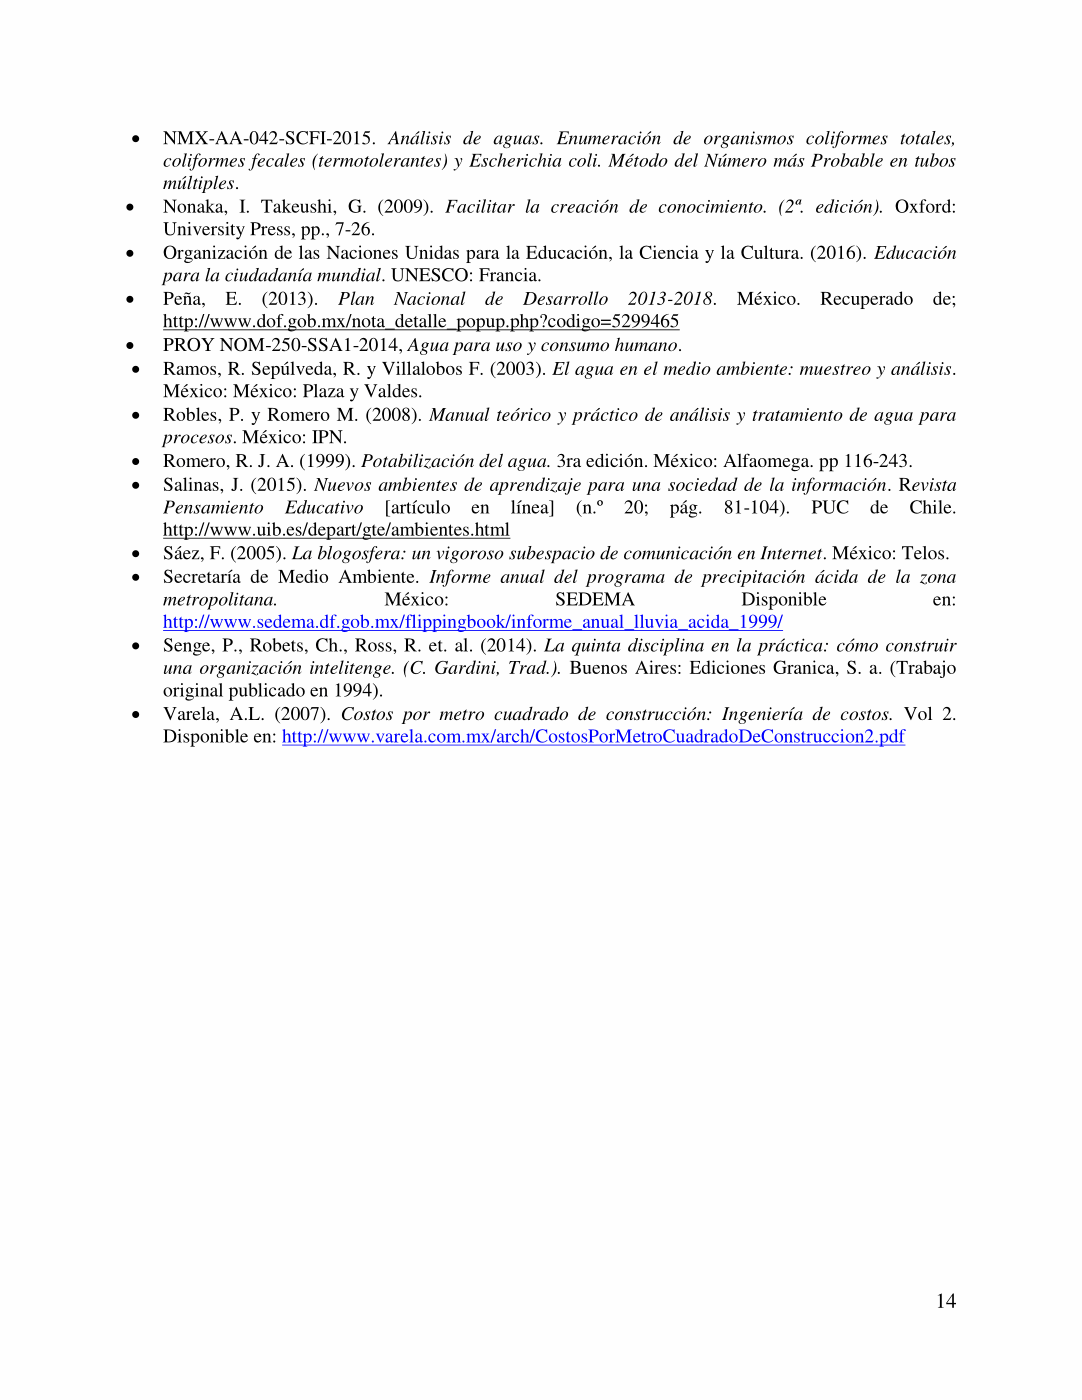 • NMX-AA-042-SCFI-2015. Análisis de aguas. Enumeración de organismos coliformes totales,
coliformes fecales (termotolerantes) y Escherichia coli. Método del Número más Probable en tubos
múltiples.
• Nonaka, I. Takeushi, G. (2009). Facilitar la creación de conocimiento. (2ª. edición). Oxford:
University Press, pp., 7-26.
• Organización de las Naciones Unidas para la Educación, la Ciencia y la Cultura. (2016). Educación
para la ciudadanía mundial. UNESCO: Francia.
• Peña, E. (2013). Plan Nacional de Desarrollo 2013-2018. México. Recuperado de;
http://www.dof.gob.mx/nota_detalle_popup.php?codigo=5299465
• PROY NOM-250-SSA1-2014, Agua para uso y consumo humano.
• Ramos, R. Sepúlveda, R. y Villalobos F. (2003). El agua en el medio ambiente: muestreo y análisis.
México: México: Plaza y Valdes.
• Robles, P. y Romero M. (2008). Manual teórico y práctico de análisis y tratamiento de agua para
procesos. México: IPN.
• Romero, R. J. A. (1999). Potabilización del agua. 3ra edición. México: Alfaomega. pp 116-243.
• Salinas, J. (2015). Nuevos ambientes de aprendizaje para una sociedad de la información. Revista
Pensamiento Educativo [artículo en línea] (n.º 20; pág. 81-104). PUC de Chile.
http://www.uib.es/depart/gte/ambientes.html
• Sáez, F. (2005). La blogosfera: un vigoroso subespacio de comunicación en Internet. México: Telos.
• Secretaría de Medio Ambiente. Informe anual del programa de precipitación ácida de la zona
metropolitana. México: SEDEMA Disponible en:
http://www.sedema.df.gob.mx/flippingbook/informe_anual_lluvia_acida_1999/
• Senge, P., Robets, Ch., Ross, R. et. al. (2014). La quinta disciplina en la práctica: cómo construir
una organización intelitenge. (C. Gardini, Trad.). Buenos Aires: Ediciones Granica, S. a. (Trabajo
original publicado en 1994).
• Varela, A.L. (2007). Costos por metro cuadrado de construcción: Ingeniería de costos. Vol 2.
Disponible en: http://www.varela.com.mx/arch/CostosPorMetroCuadradoDeConstruccion2.pdf
14